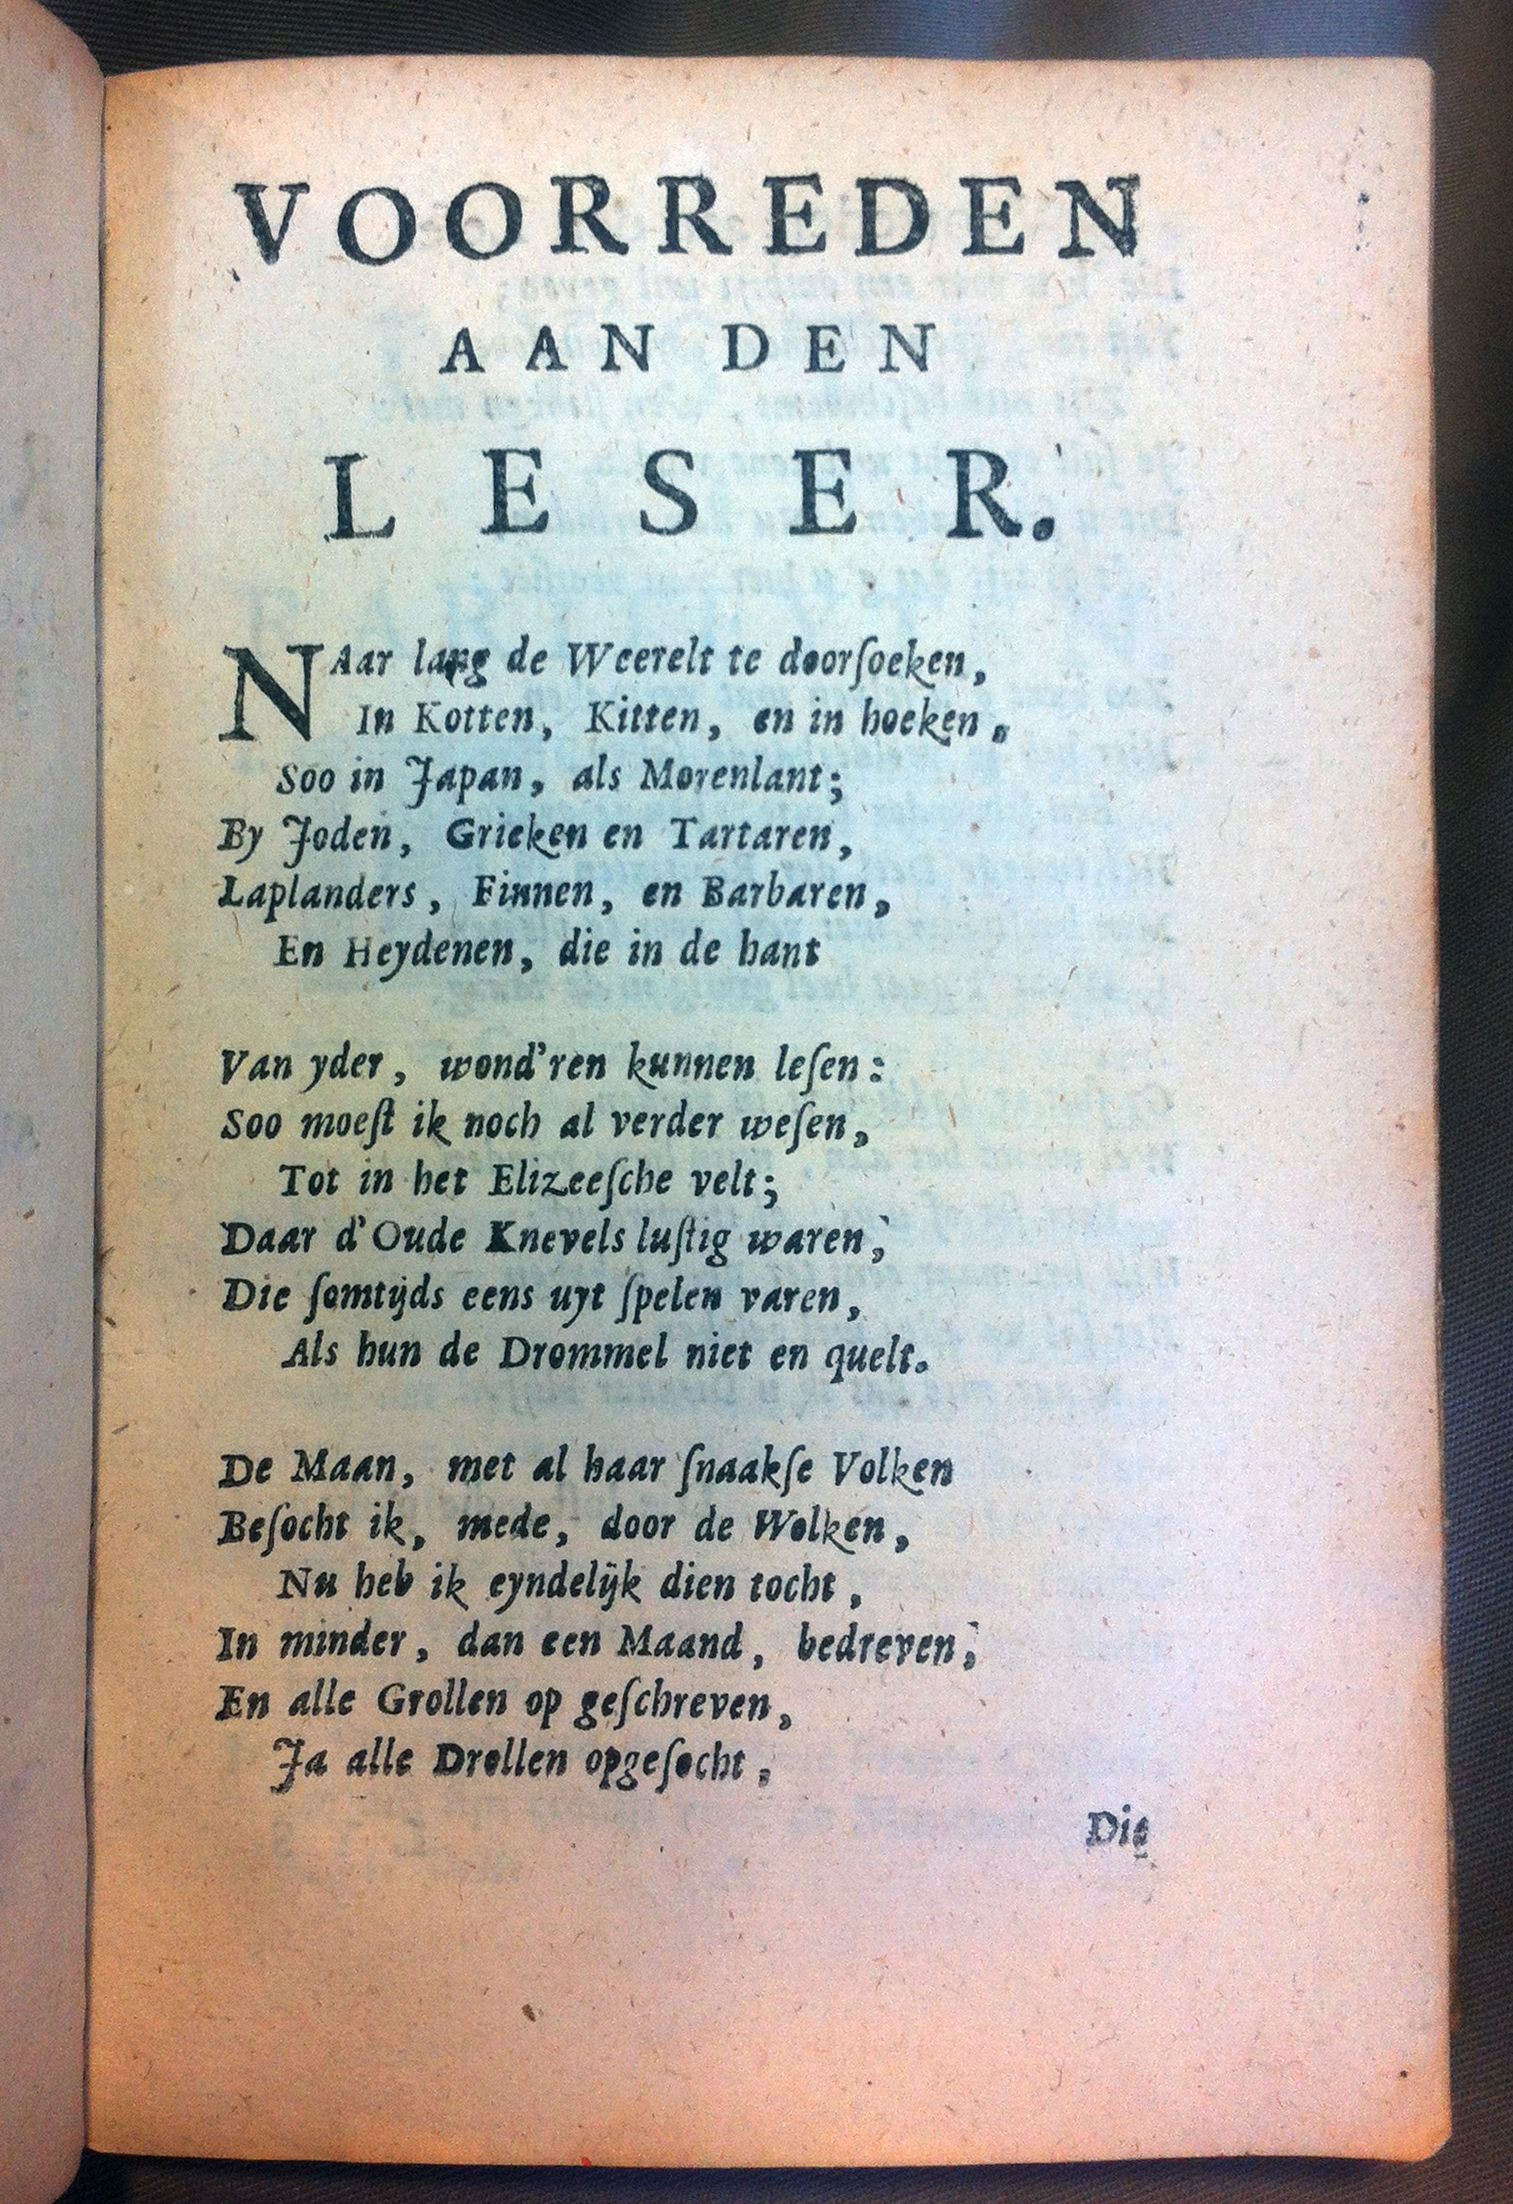 VOORREDEN
AAN DEN
LESER.
NAar lang de Weerelt te doorſoeken,
In Kotten, Kitten, en in hoeken,
Soo in Japan, als Morenlant;
By Joden, Grieken en Tartaren,
Laplanders, Finnen, en Barbaren,
En Heydenen, die in de hant
Van yder, wond'ren kunnen leſen:
Soo moeſt ik noch al verder weſen,
Tot in het Elizeeſche velt;
Daar d'Oude Knevels luſtig waren,
Die ſomtijds eens uyt ſpelen varen,
Als hun de Drommel niet en quelt.
De Maan, met al haar ſnaakſe Volken
Beſocht ik, mede, door de Wolken,
Nu heb ik eyndelijk dien tocht,
In minder, dan een Maand, bedreven;
En alle Grollen op geſchreven,
Ja alle Drollen opgeſocht,
Die